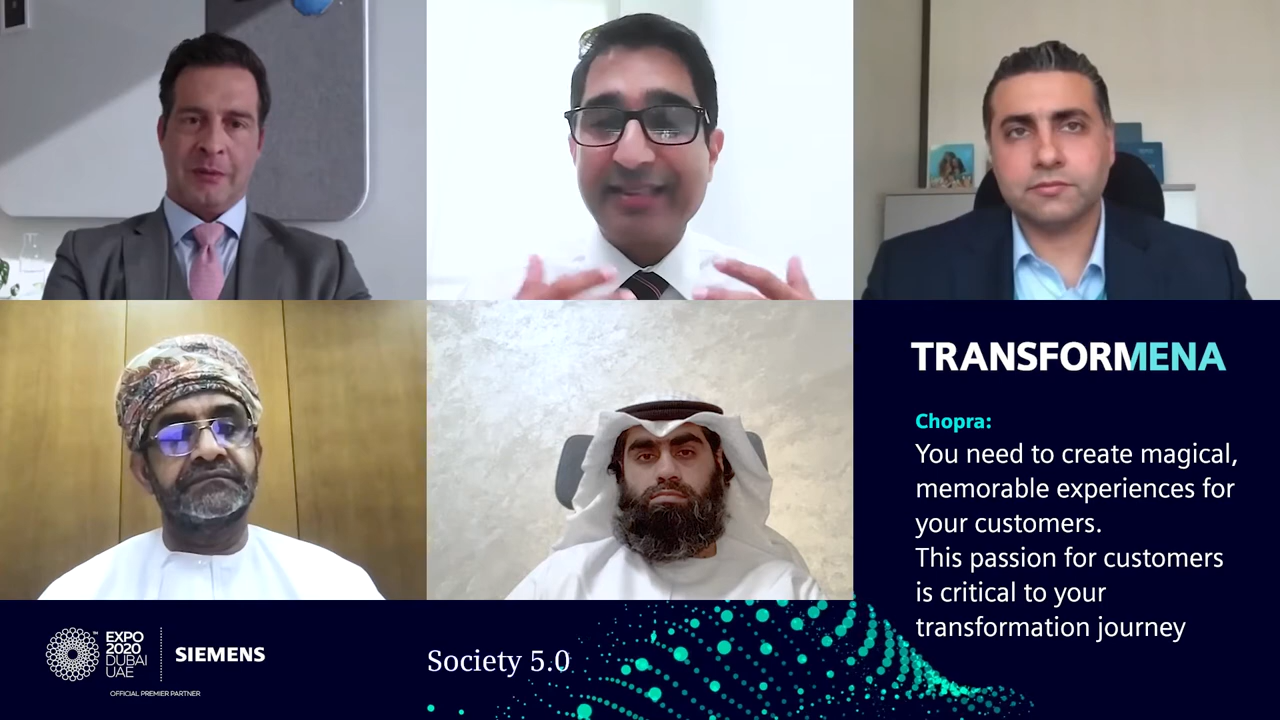 TRANSFORMENA
Chopra:
You need to create magical,
memorable experiences for
your customers.
This passion for customers
is critical to your
transformation journey
EXPO
2020
DUBAI
UAE
SIEMENS
OFFICIAL PREMIER PARTNER
Society 5.0